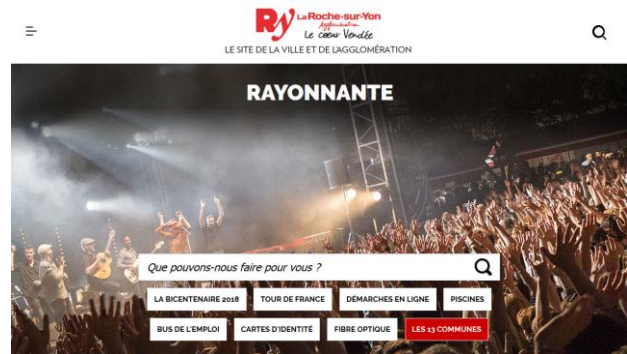 La Roche-sur-Yon
Agglomération
Le cœur Vendée
LE SITE DE LA VILLE ET DE L'AGGLOMÉRATION
RAYONNANTE
Que pouvons-nous faire pour vous ?
LA BICENTENAIRE 2018 TOUR DE FRANCE DÉMARCHES EN LIGNE PISCINES
BUS DE L'EMPLOI CARTES D'IDENTITÉ FIBRE OPTIQUE LES 13 COMMUNES